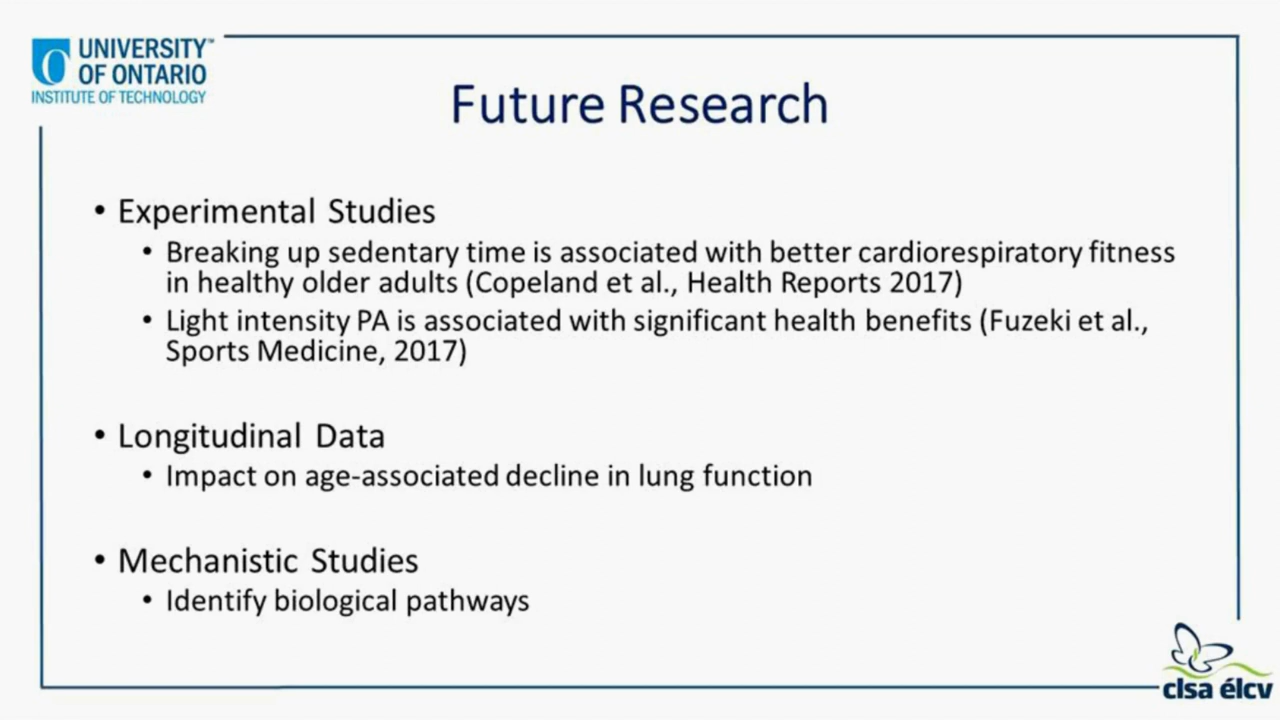 UNIVERSITY™
OF ONTARIO
INSTITUTE OF TECHNOLOGY
Future Research
• Experimental Studies
• Breaking up sedentary time is associated with better cardiorespiratory fitness
in healthy older adults (Copeland et al., Health Reports 2017)
• Light intensity PA is associated with significant health benefits (Fuzeki et al.,
Sports Medicine, 2017)
• Longitudinal Data
• Impact on age-associated decline in lung function
• Mechanistic Studies
• Identify biological pathways
clsa élcv